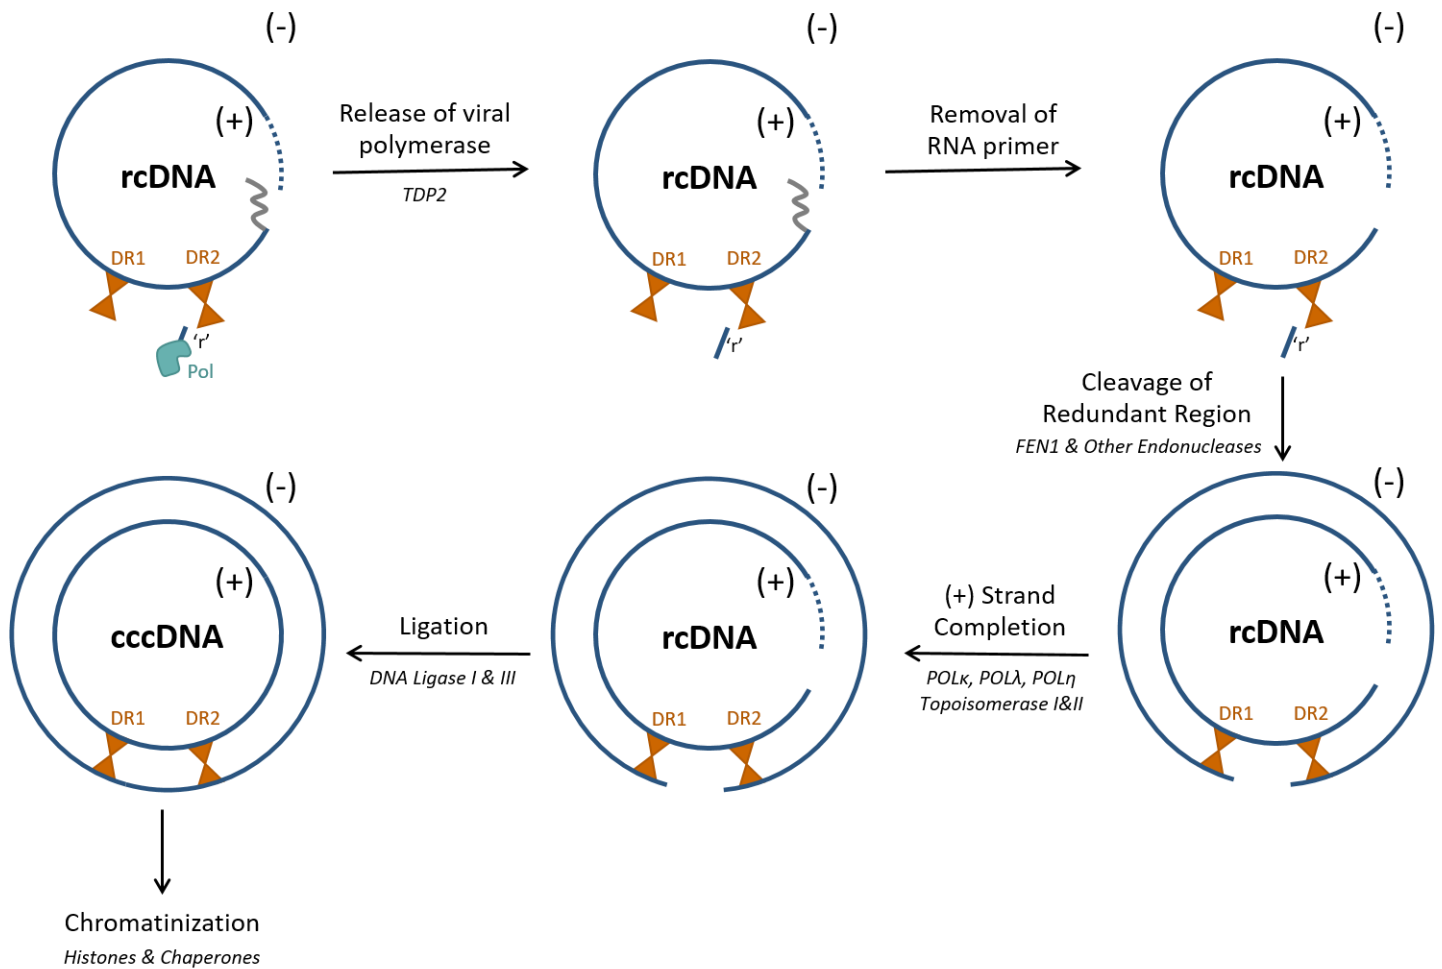 (-)
(+)
rcDNA
DR1
DR2
'r'
Pol
Release of viral
polymerase
TDP2
(-)
(+)
rcDNA
DR1
DR2
'r'
Removal of
RNA primer
(-)
(+)
rcDNA
DR1
DR2
'r'
Cleavage of
Redundant Region
FEN1 & Other Endonucleases
(-)
(+)
rcDNA
DR1
DR2
(+) Strand
Completion
POLκ, POLλ, POLη
Topoisomerase I&II
(-)
(+)
rcDNA
DR1
DR2
Ligation
DNA Ligase I & III
(-)
(+)
cccDNA
DR1
DR2
Chromatinization
Histones & Chaperones